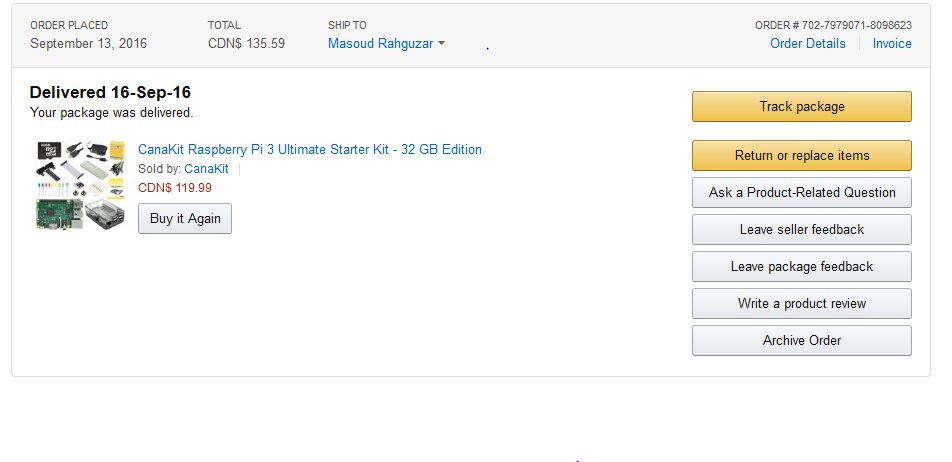 ORDER PLACED
September 13, 2016
TOTAL
CDN$ 135.59
SHIP TO
Masoud Rahguzar
ORDER # 702-7979071-8098623
Order Details
Invoice
Delivered 16-Sep-16
Your package was delivered.
CanaKit Raspberry Pi 3 Ultimate Starter Kit - 32 GB Edition
Sold by: CanaKit
CDN$ 119.99
Buy it Again
Track package
Return or replace items
Ask a Product-Related Question
Leave seller feedback
Leave package feedback
Write a product review
Archive Order